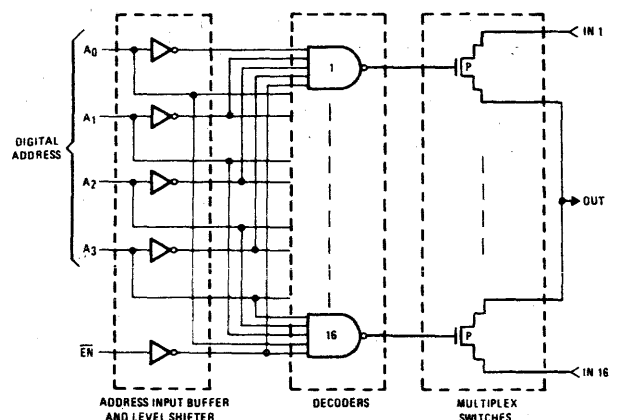 A0
IN 1
1
P
A1
DIGITAL
ADDRESS
A2
OUT
A3
16
P
EN
IN 16
ADDRESS INPUT BUFFER
AND LEVEL SHIFTER
DECODERS
MULTIPLEX
SWITCHES